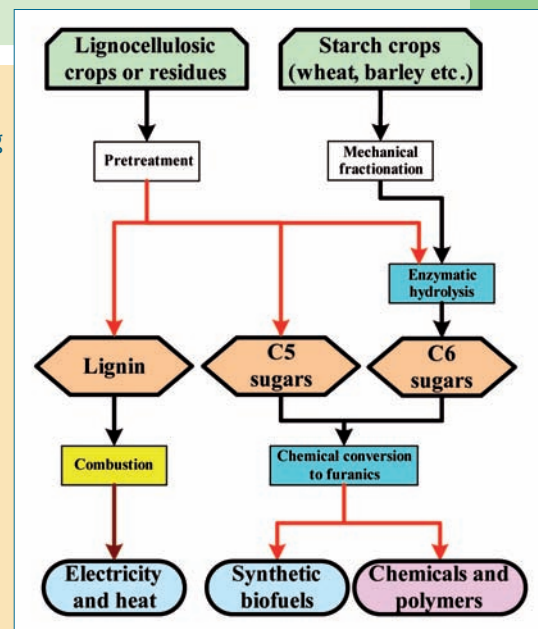 Lignocellulosic
crops or residues
Starch crops
(wheat, barley etc.)
Pretreatment
Mechanical
fractionation
g
Enzymatic
hydrolysis
Lignin
C5
sugars
C6
sugars
Combustion
Chemical conversion
to furanics
Electricity
and heat
Synthetic
biofuels
Chemicals and
polymers